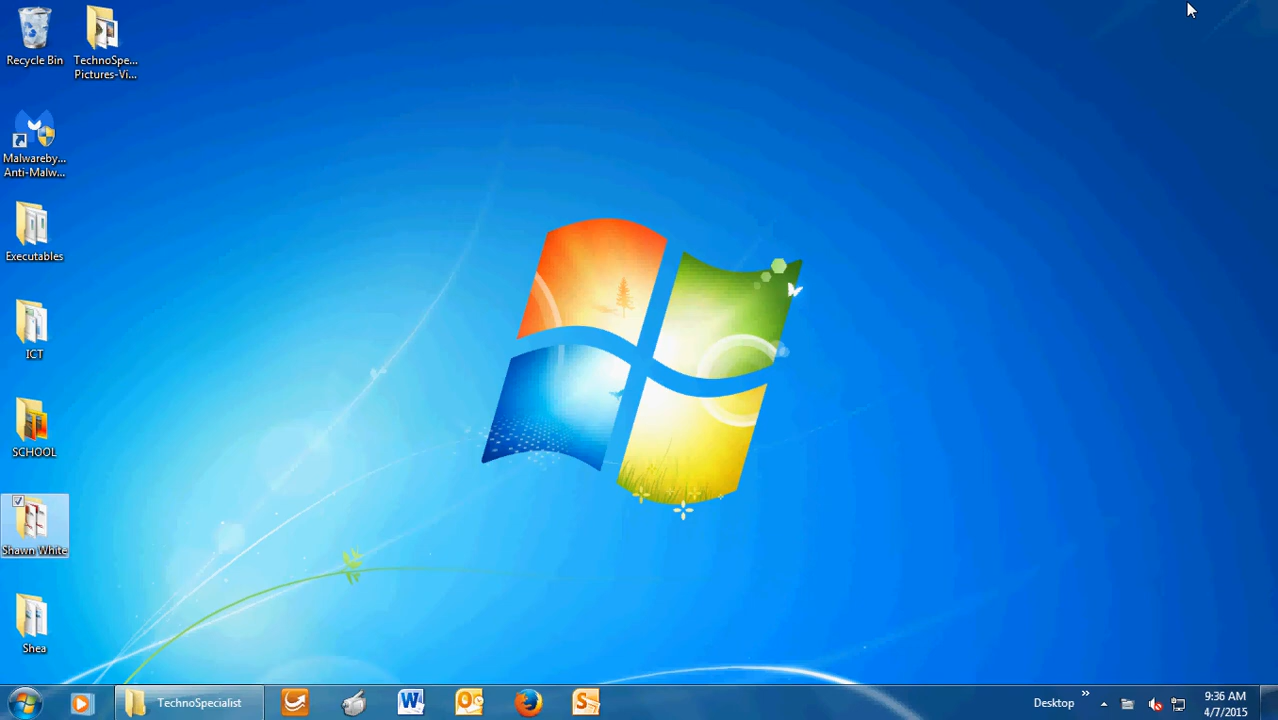 Recycle Bin
TechnoSpe...
Pictures-Vi...
Malwareby...
Anti-Malw...
Executables
ICT
SCHOOL
Shawn White
Shea
TechnoSpecialist
W
O
S
Desktop
»
9:36 AM
4/7/2015